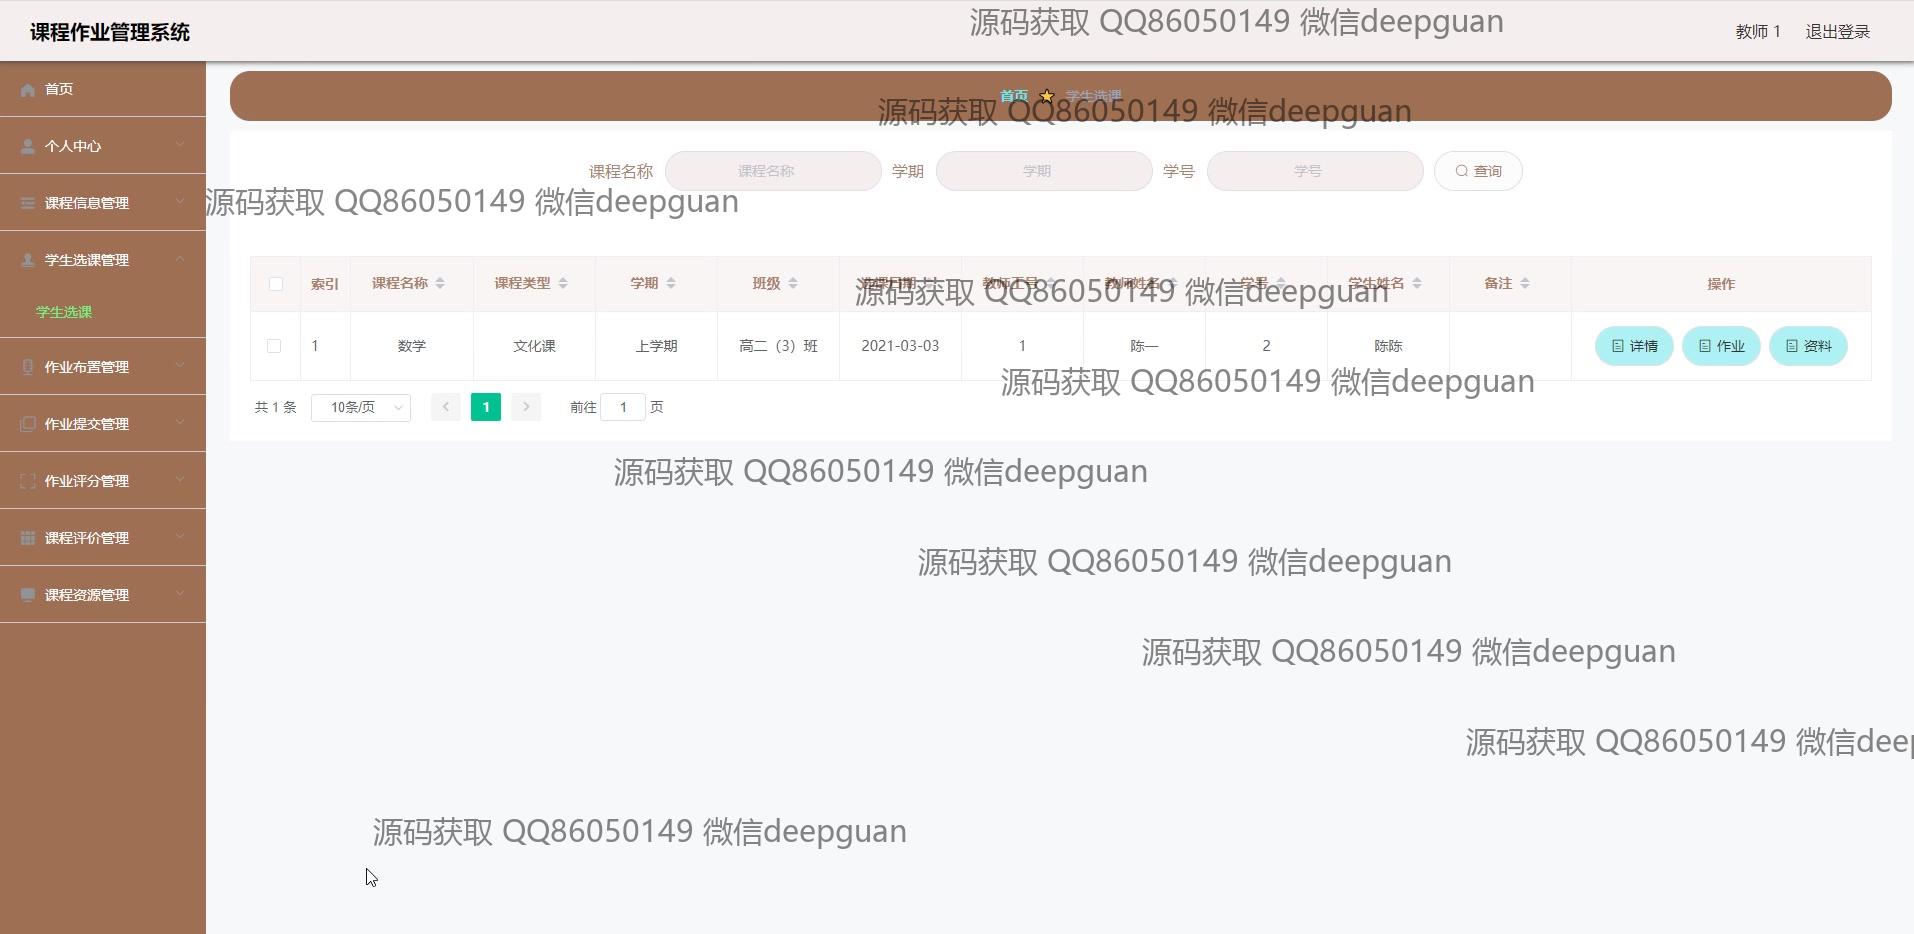 课程作业管理系统
教师 1 退出登录
源码获取 QQ86050149 微信deepguan
首页
个人中心
课程信息管理
学生选课管理
学生选课
作业布置管理
作业提交管理
作业评分管理
课程评价管理
课程资源管理
首页 学生选课
源码获取 QQ86050149 微信deepguan
课程名称 课程名称 学期 学期 学号 学号 查询
源码获取 QQ86050149 微信deepguan
索引 课程名称 课程类型 学期 班级 选课日期 教师工号 教师姓名 学号 学生姓名 备注 操作
源码获取 QQ86050149 微信deepguan
1 数学 文化课 上学期 高二（3）班 2021-03-03 1 陈一 2 陈陈 详情 作业 资料
源码获取 QQ86050149 微信deepguan
共 1 条 10条/页 1 前往 1 页
源码获取 QQ86050149 微信deepguan
源码获取 QQ86050149 微信deepguan
源码获取 QQ86050149 微信deepguan
源码获取 QQ86050149 微信deep
源码获取 QQ86050149 微信deepguan